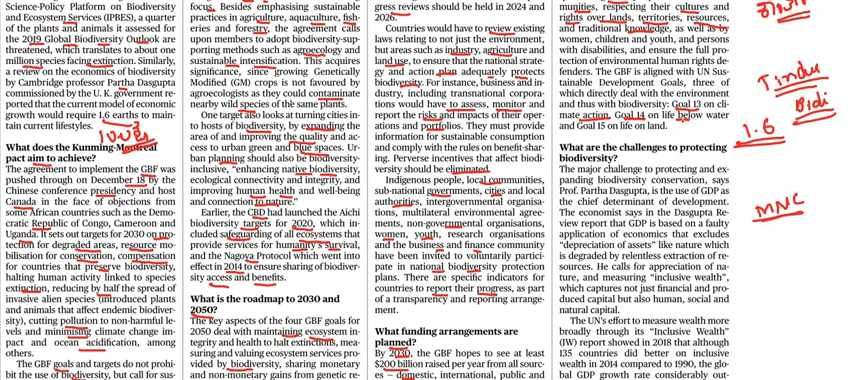 Science-Policy Platform on Biodiversity
and Ecosystem Services (IPBES), a quarter
of the plants and animals it assessed for
the 2019 Global Biodiversity Outlook are
threatened, which translates to about one
million species facing extinction. Similarly,
a review on the economics of biodiversity
by Cambridge professor Partha Dasgupta
commissioned by the U. K. government re-
ported that the current model of economic
growth would require 1.6 earths to main-
tain current lifestyles.
What does the Kunming-Montreal
pact aim to achieve?
The agreement to implement the GBF was
pushed through on December 18 by the
Chinese conference presidency and host
Canada in the face of objections from
some African countries such as the Demo-
cratic Republic of Congo, Cameroon and
Uganda. It sets out targets for 2030 on pro-
tection for degraded areas, resource mo-
bilisation for conservation, compensation
for countries that preserve biodiversity,
halting human activity linked to species
extinction, reducing by half the spread of
invasive alien species (introduced plants
and animals that affect endemic biodiver-
sity), cutting pollution to non-harmful le-
vels and minimising climate change im-
pact and ocean acidification, among
others.
The GBF goals and targets do not prohi-
bit the use of biodiversity, but call for sus-
focus. Besides emphasising sustainable
practices in agriculture, aquaculture, fish-
eries and forestry, the agreement calls
upon members to adopt biodiversity-sup-
porting methods such as agroecology and
sustainable intensification. This acquires
significance, since growing Genetically
Modified (GM) crops is not favoured by
agroecologists as they could contaminate
nearby wild species of the same plants.
One target also looks at turning cities in-
to hosts of biodiversity, by expanding the
area of and improving the quality and ac-
cess to urban green and blue spaces. Ur-
ban planning should also be biodiversity-
inclusive, “enhancing native biodiversity,
ecological connectivity and integrity, and
improving human health and well-being
and connection to nature.”
Earlier, the CBD had launched the Aichi
biodiversity targets for 2020, which in-
cluded safeguarding of all ecosystems that
provide services for humanity’s survival,
and the Nagoya Protocol which went into
effect in 2014 to ensure sharing of biodiver-
sity access and benefits.
What is the roadmap to 2030 and
2050?
The key aspects of the four GBF goals for
2050 deal with maintaining ecosystem in-
tegrity and health to halt extinctions, mea-
suring and valuing ecosystem services pro-
vided by biodiversity, sharing monetary
and non-monetary gains from genetic re-
gress reviews should be held in 2024 and
2026.
Countries would have to review existing
laws relating to not just the environment,
but areas such as industry, agriculture and
land use, to ensure that the national strate-
gy and action plan adequately protects
biodiversity. For instance, business and in-
dustry, including transnational corpora-
tions would have to assess, monitor and
report the risks and impacts of their oper-
ations and portfolios. They must provide
information for sustainable consumption
and comply with the rules on benefit-shar-
ing. Perverse incentives that affect biodi-
versity should be eliminated.
Indigenous people, local communities,
sub-national governments, cities and local
authorities, intergovernmental organisa-
tions, multilateral environmental agree-
ments, non-governmental organisations,
women, youth, research organisations
and the business and finance community
have been invited to voluntarily partici-
pate in national biodiversity protection
plans. There are specific indicators for
countries to report their progress, as part
of a transparency and reporting arrange-
ment.
What funding arrangements are
planned?
By 2030, the GBF hopes to see at least
$200 billion raised per year from all sourc-
es – domestic, international, public and
munities, respecting their cultures and
rights over lands, territories, resources,
and traditional knowledge, as well as by
women, children and youth, and persons
with disabilities, and ensure the full pro-
tection of environmental human rights de-
fenders. The GBF is aligned with UN Sus-
tainable Development Goals, three of
which directly deal with the environment
and thus with biodiversity: Goal 13 on cli-
mate action, Goal 14 on life below water
and Goal 15 on life on land.
What are the challenges to protecting
biodiversity?
The major challenge to protecting and ex-
panding biodiversity conservation, says
Prof. Partha Dasgupta, is the use of GDP as
the chief determinant of development.
The economist says in the Dasgupta Re-
view report that GDP is based on a faulty
application of economics that excludes
“depreciation of assets” like nature which
is degraded by relentless extraction of re-
sources. He calls for appreciation of na-
ture, and measuring “inclusive wealth”,
which captures not just financial and pro-
duced capital but also human, social and
natural capital.
The UN’s effort to measure wealth more
broadly through its “Inclusive Wealth”
(IW) report showed in 2018 that although
135 countries did better on inclusive
wealth in 2014 compared to 1990, the glo-
bal GDP growth rate considerably out-
Tindu
Bidi
1.6
MNC